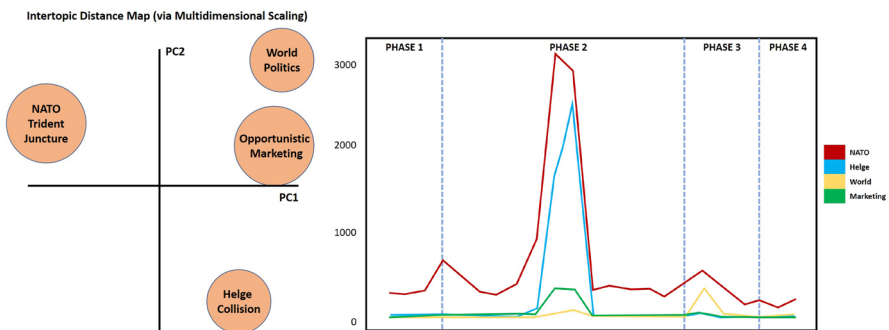 Intertopic Distance Map (via Multidimensional Scaling)
PC2
World
Politics
NATO
Trident
Juncture
Opportunistic
Marketing
PC1
Helge
Collision
PHASE 1
PHASE 2
PHASE 3
PHASE 4
3000
2000
1000
0
NATO
Helge
World
Marketing